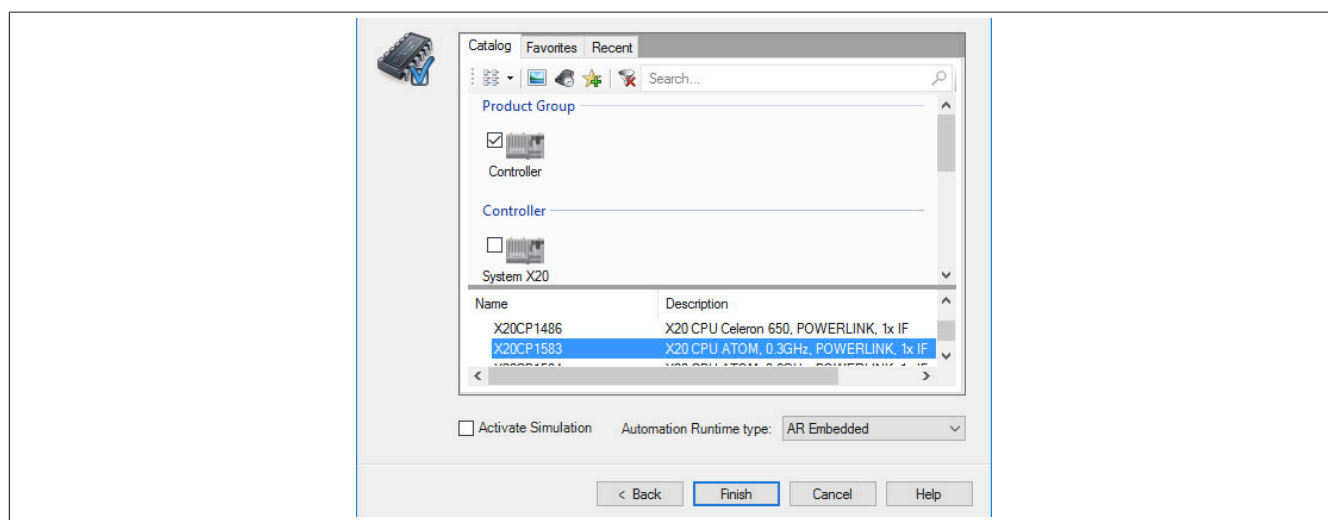 Catalog Favorites Recent
Search...
Product Group
Controller
Controller
System X20
Name Description
X20CP1486 X20 CPU Celeron 650, POWERLINK, 1x IF
X20CP1583 X20 CPU ATOM, 0.3GHz, POWERLINK, 1x IF
Activate Simulation Automation Runtime type: AR Embedded
< Back Finish Cancel Help